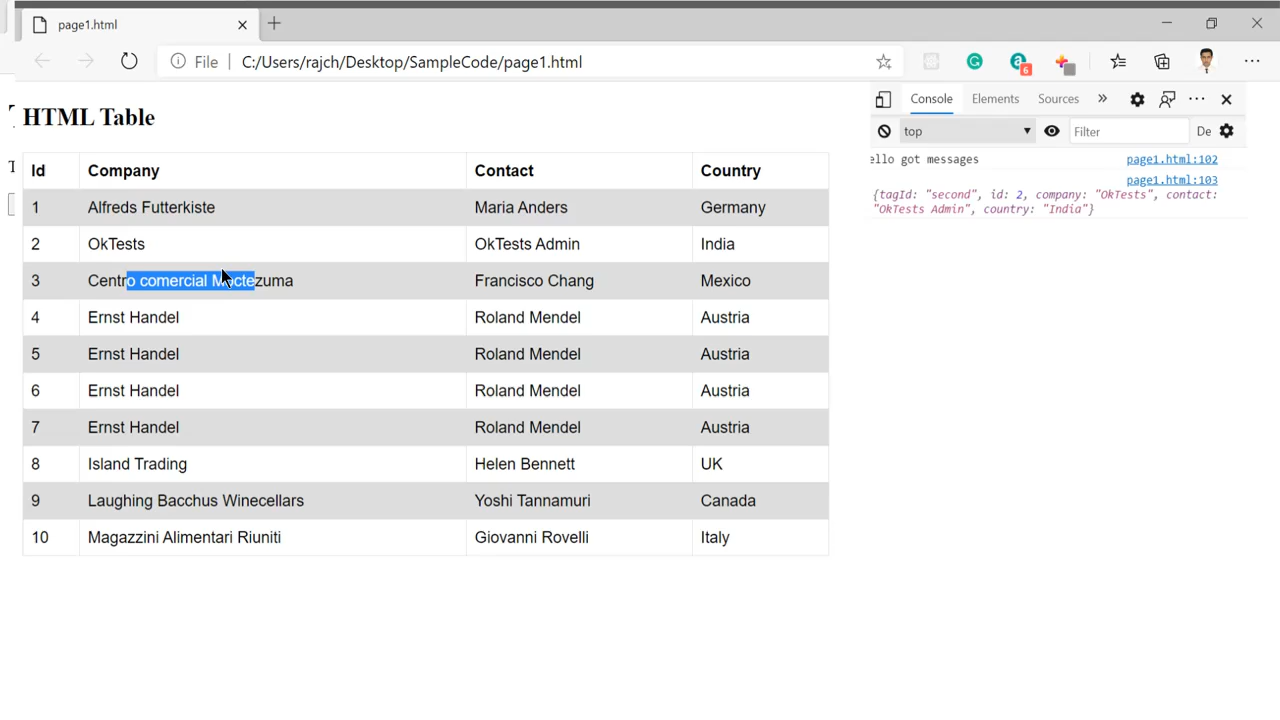 page1.html
File C:/Users/rajch/Desktop/SampleCode/page1.html
6
Console Elements Sources
top Filter De
ello got messages page1.html:102
page1.html:103
{tagId: "second", id: 2, company: "OkTests", contact:
"OkTests Admin", country: "India"}
HTML Table
Id Company Contact Country
1 Alfreds Futterkiste Maria Anders Germany
2 OkTests OkTests Admin India
3 Centro comercial Moctezuma Francisco Chang Mexico
4 Ernst Handel Roland Mendel Austria
5 Ernst Handel Roland Mendel Austria
6 Ernst Handel Roland Mendel Austria
7 Ernst Handel Roland Mendel Austria
8 Island Trading Helen Bennett UK
9 Laughing Bacchus Winecellars Yoshi Tannamuri Canada
10 Magazzini Alimentari Riuniti Giovanni Rovelli Italy